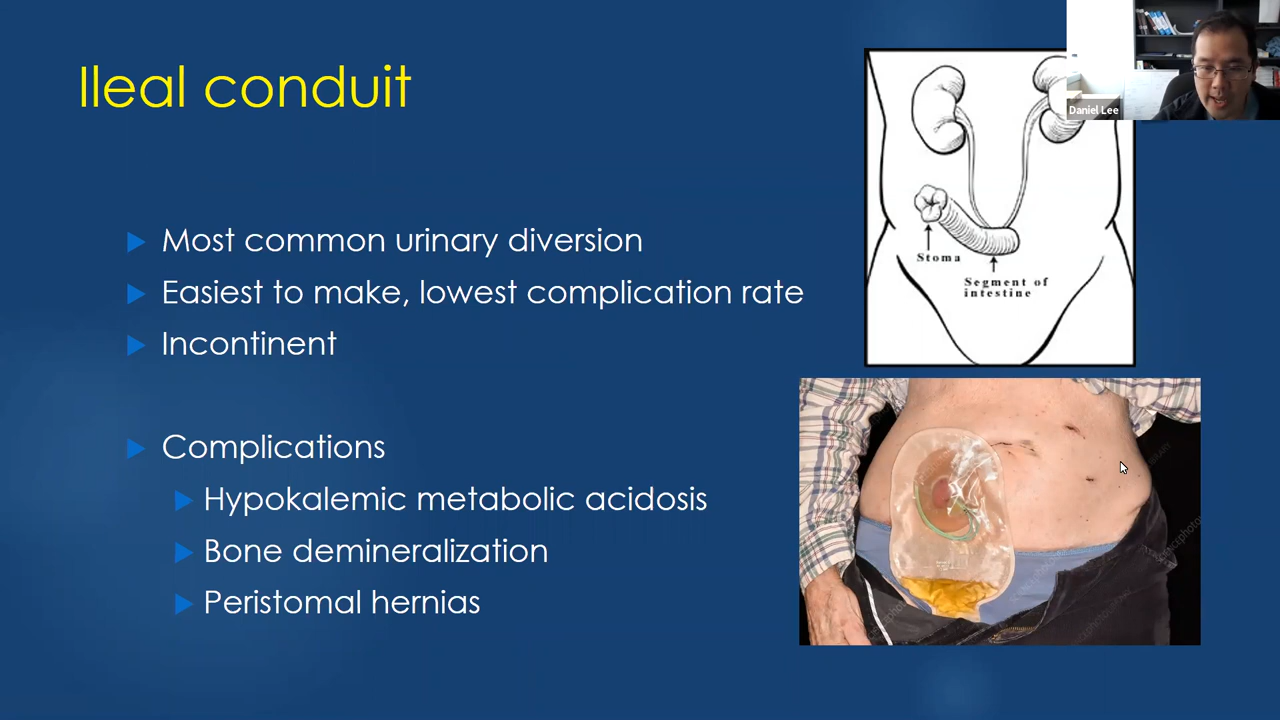 Ileal conduit
Most common urinary diversion
Easiest to make, lowest complication rate
Incontinent
Complications
Hypokalemic metabolic acidosis
Bone demineralization
Peristomal hernias
Stoma
Segment of
intestine
Daniel Lee